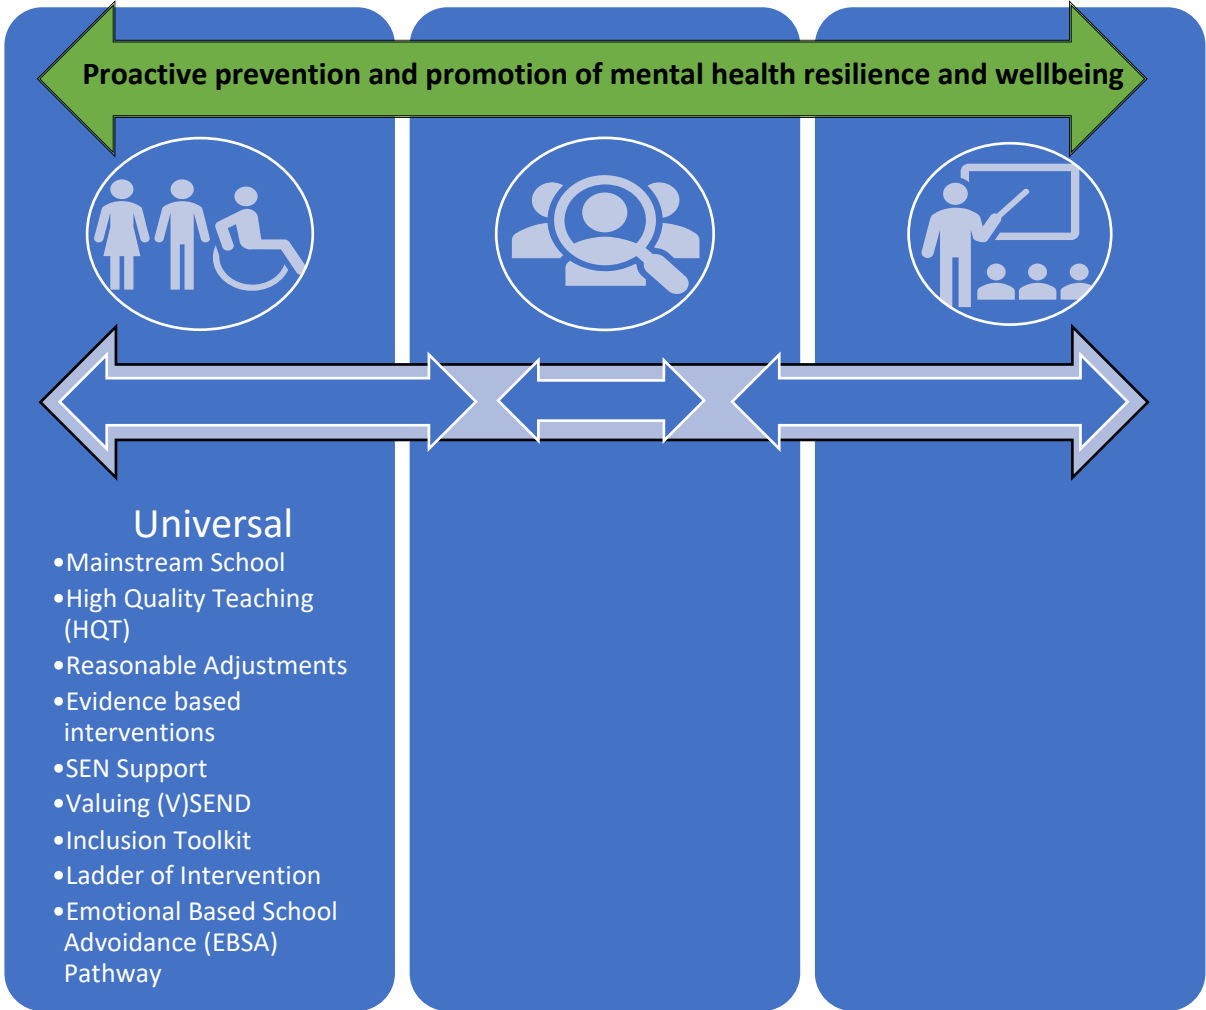 Proactive prevention and promotion of mental health resilience and wellbeing
Universal
•Mainstream School
•High Quality Teaching
(HQT)
•Reasonable Adjustments
•Evidence based
interventions
•SEN Support
•Valuing (V)SEND
•Inclusion Toolkit
•Ladder of Intervention
•Emotional Based School
Advoidance (EBSA)
Pathway